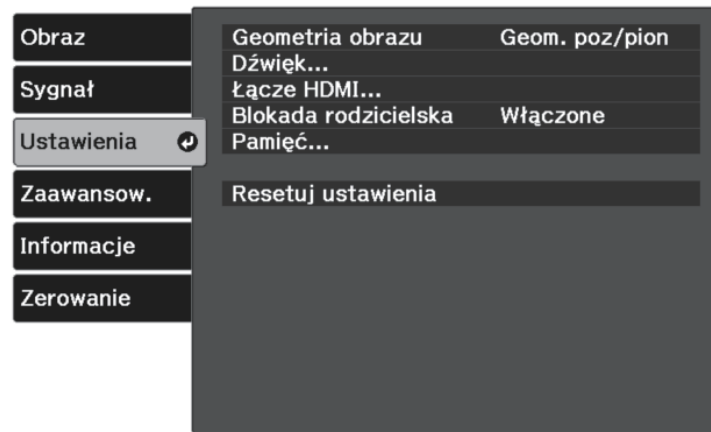 Obraz
Sygnał
Ustawienia
Zaawansow.
Informacje
Zerowanie
Geometria obrazu Geom. poz/pion
Dźwięk...
Łącze HDMI...
Blokada rodzicielska Włączone
Pamięć...
Resetuj ustawienia